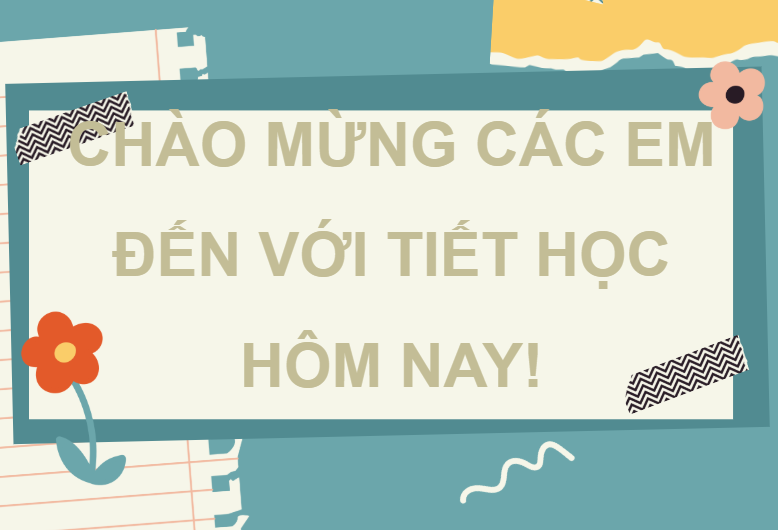 CHÀO MỪNG CÁC EM
ĐẾN VỚI TIẾT HỌC
HÔM NAY!